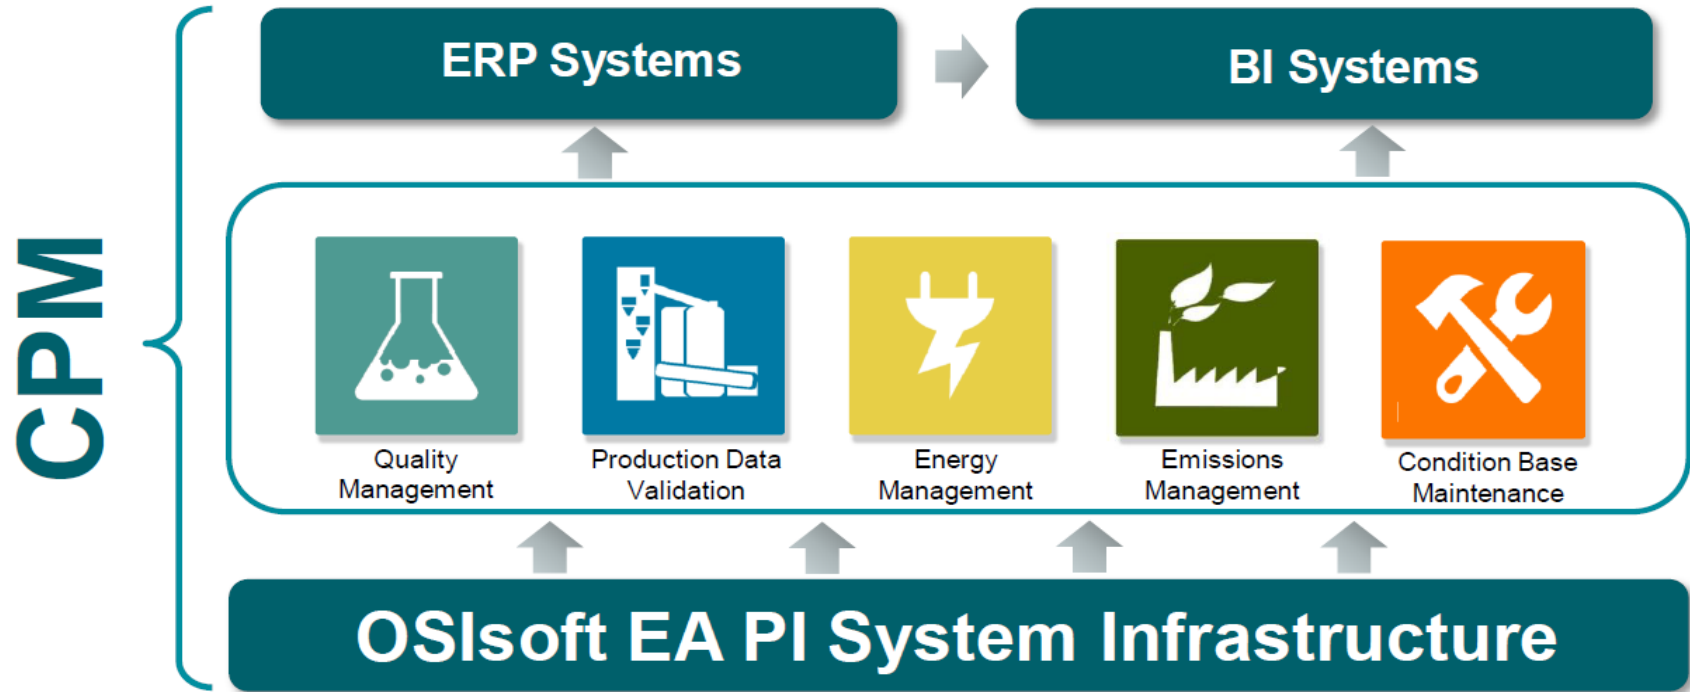 CPM
ERP Systems
BI Systems
Quality
Management
Production Data
Validation
Energy
Management
Emissions
Management
Condition Base
Maintenance
OSIsoft EA PI System Infrastructure